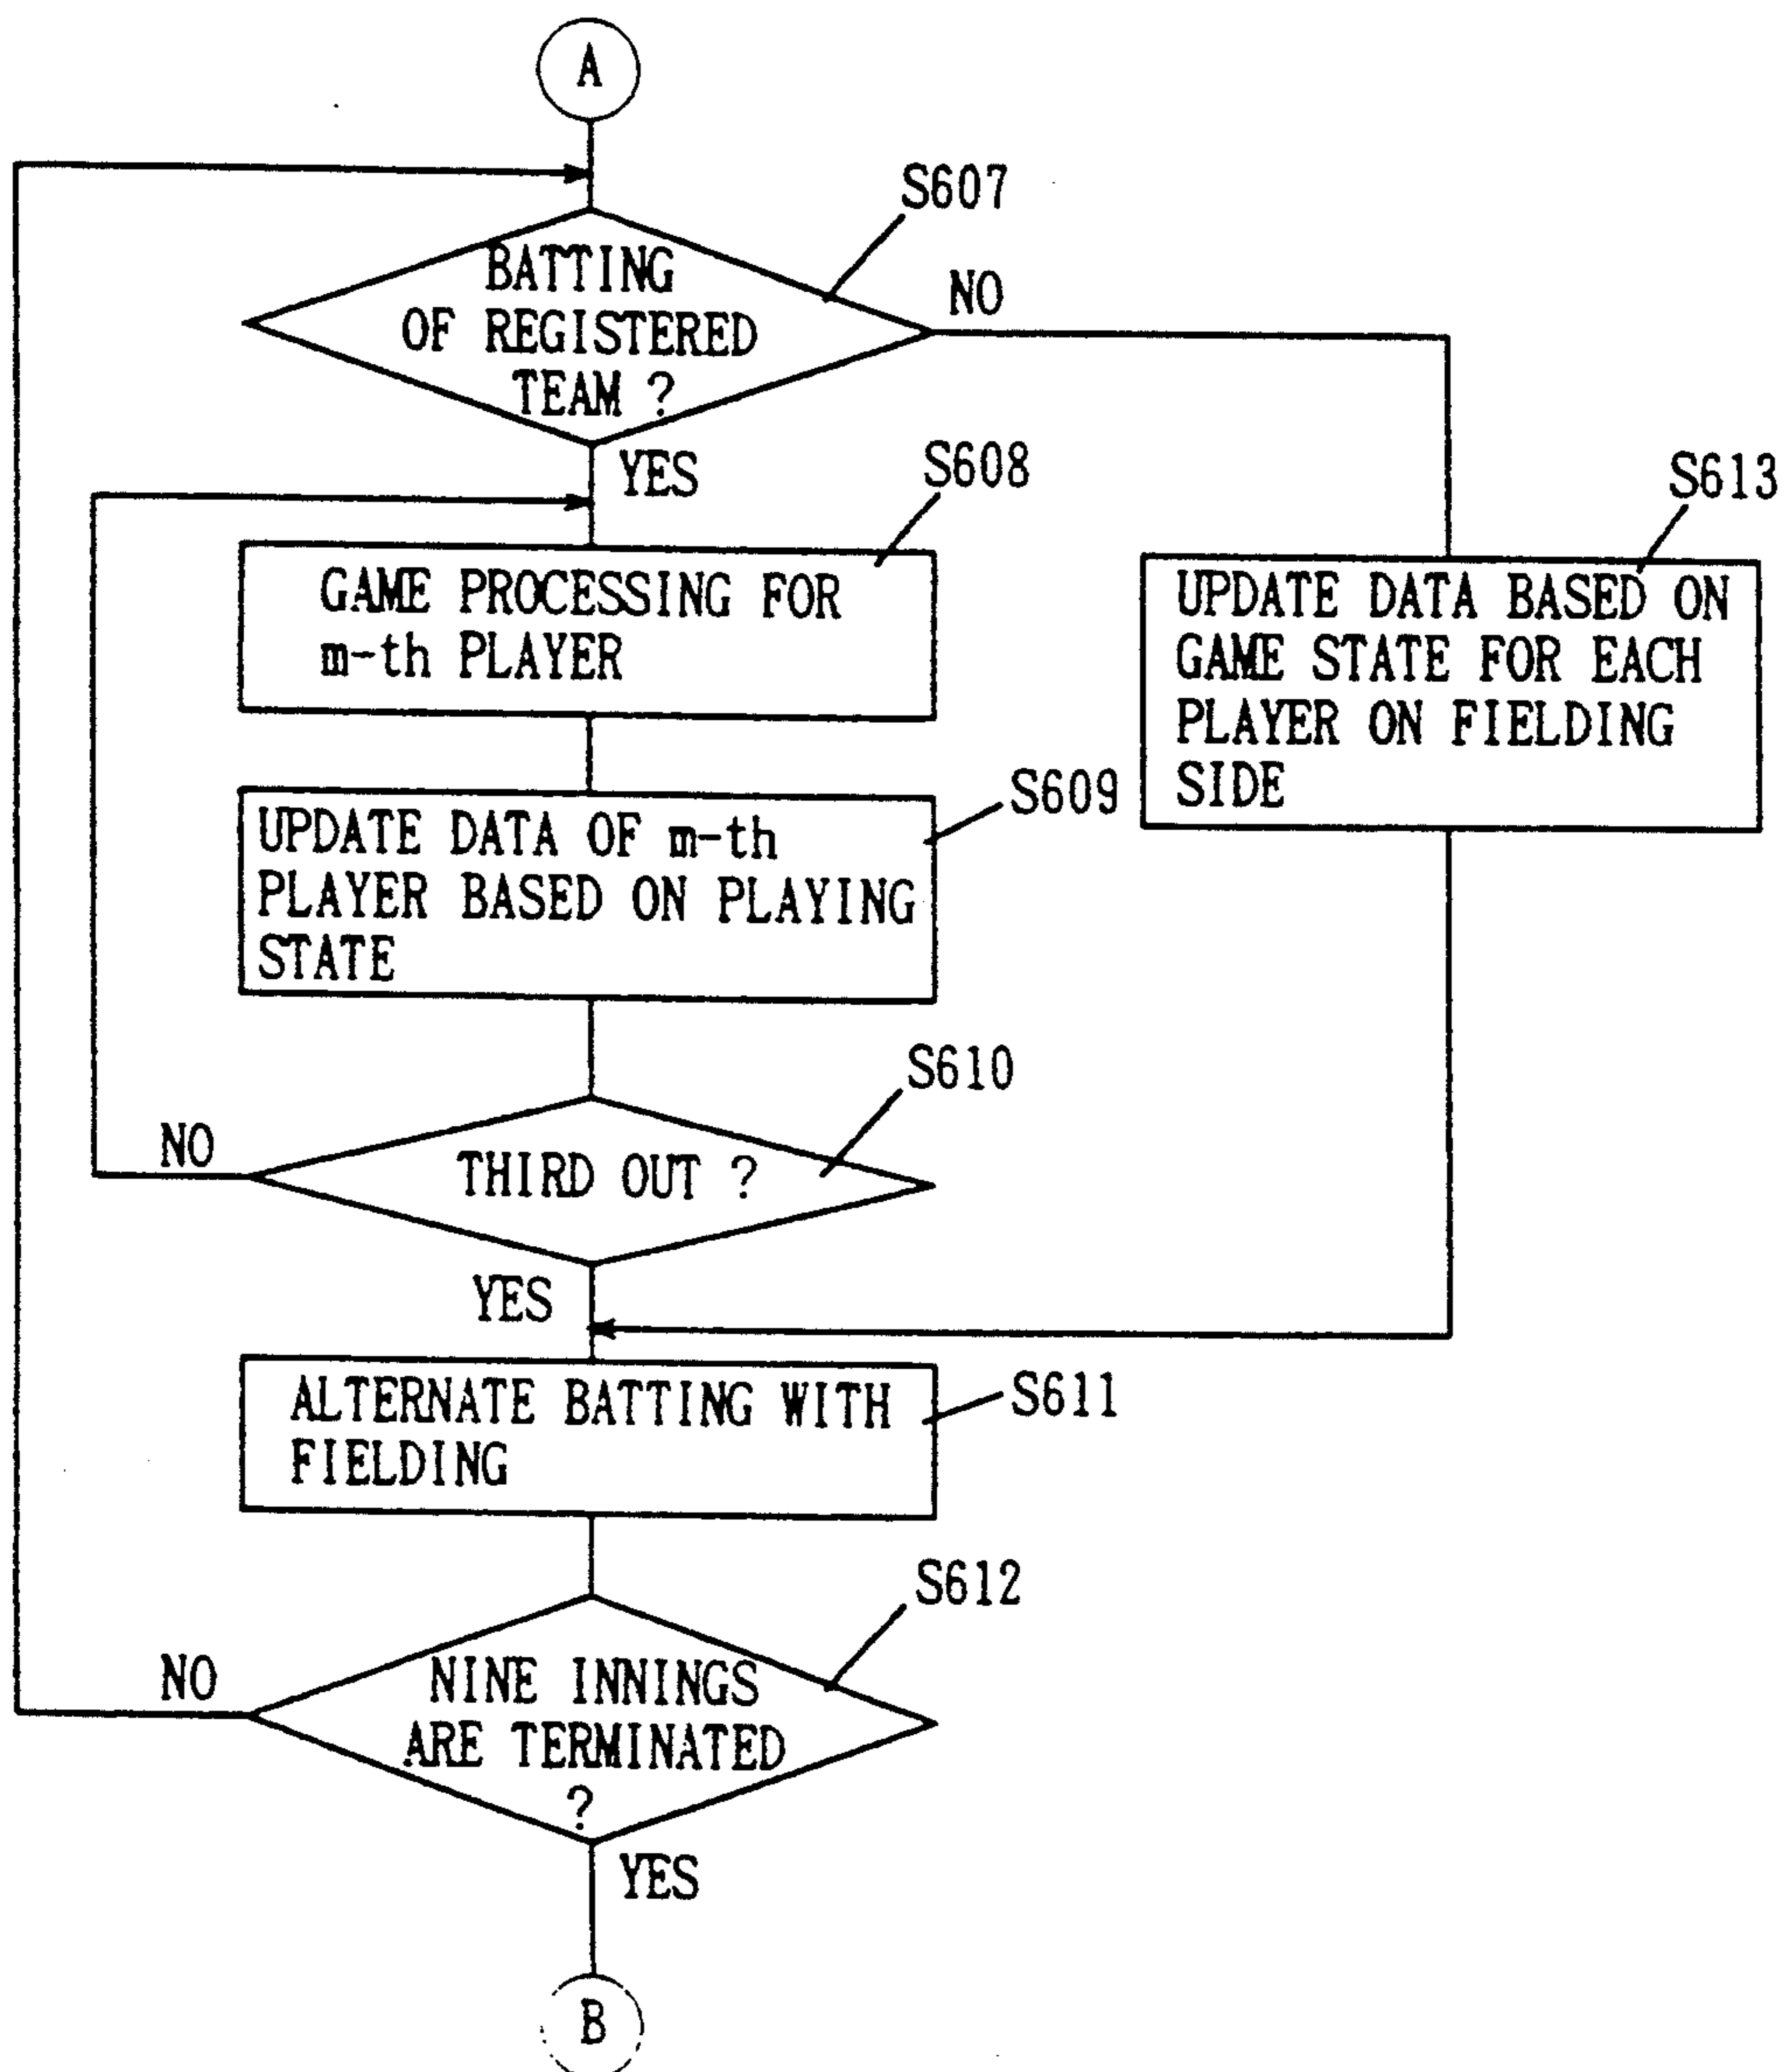 A
S607
BATTING
OF REGISTERED
TEAM ?
NO
YES
S608
GAME PROCESSING FOR
m-th PLAYER
S613
UPDATE DATA BASED ON
GAME STATE FOR EACH
PLAYER ON FIELDING
SIDE
S609
UPDATE DATA OF m-th
PLAYER BASED ON PLAYING
STATE
S610
NO
THIRD OUT ?
YES
S611
ALTERNATE BATTING WITH
FIELDING
S612
NO
NINE INNINGS
ARE TERMINATED
?
YES
B